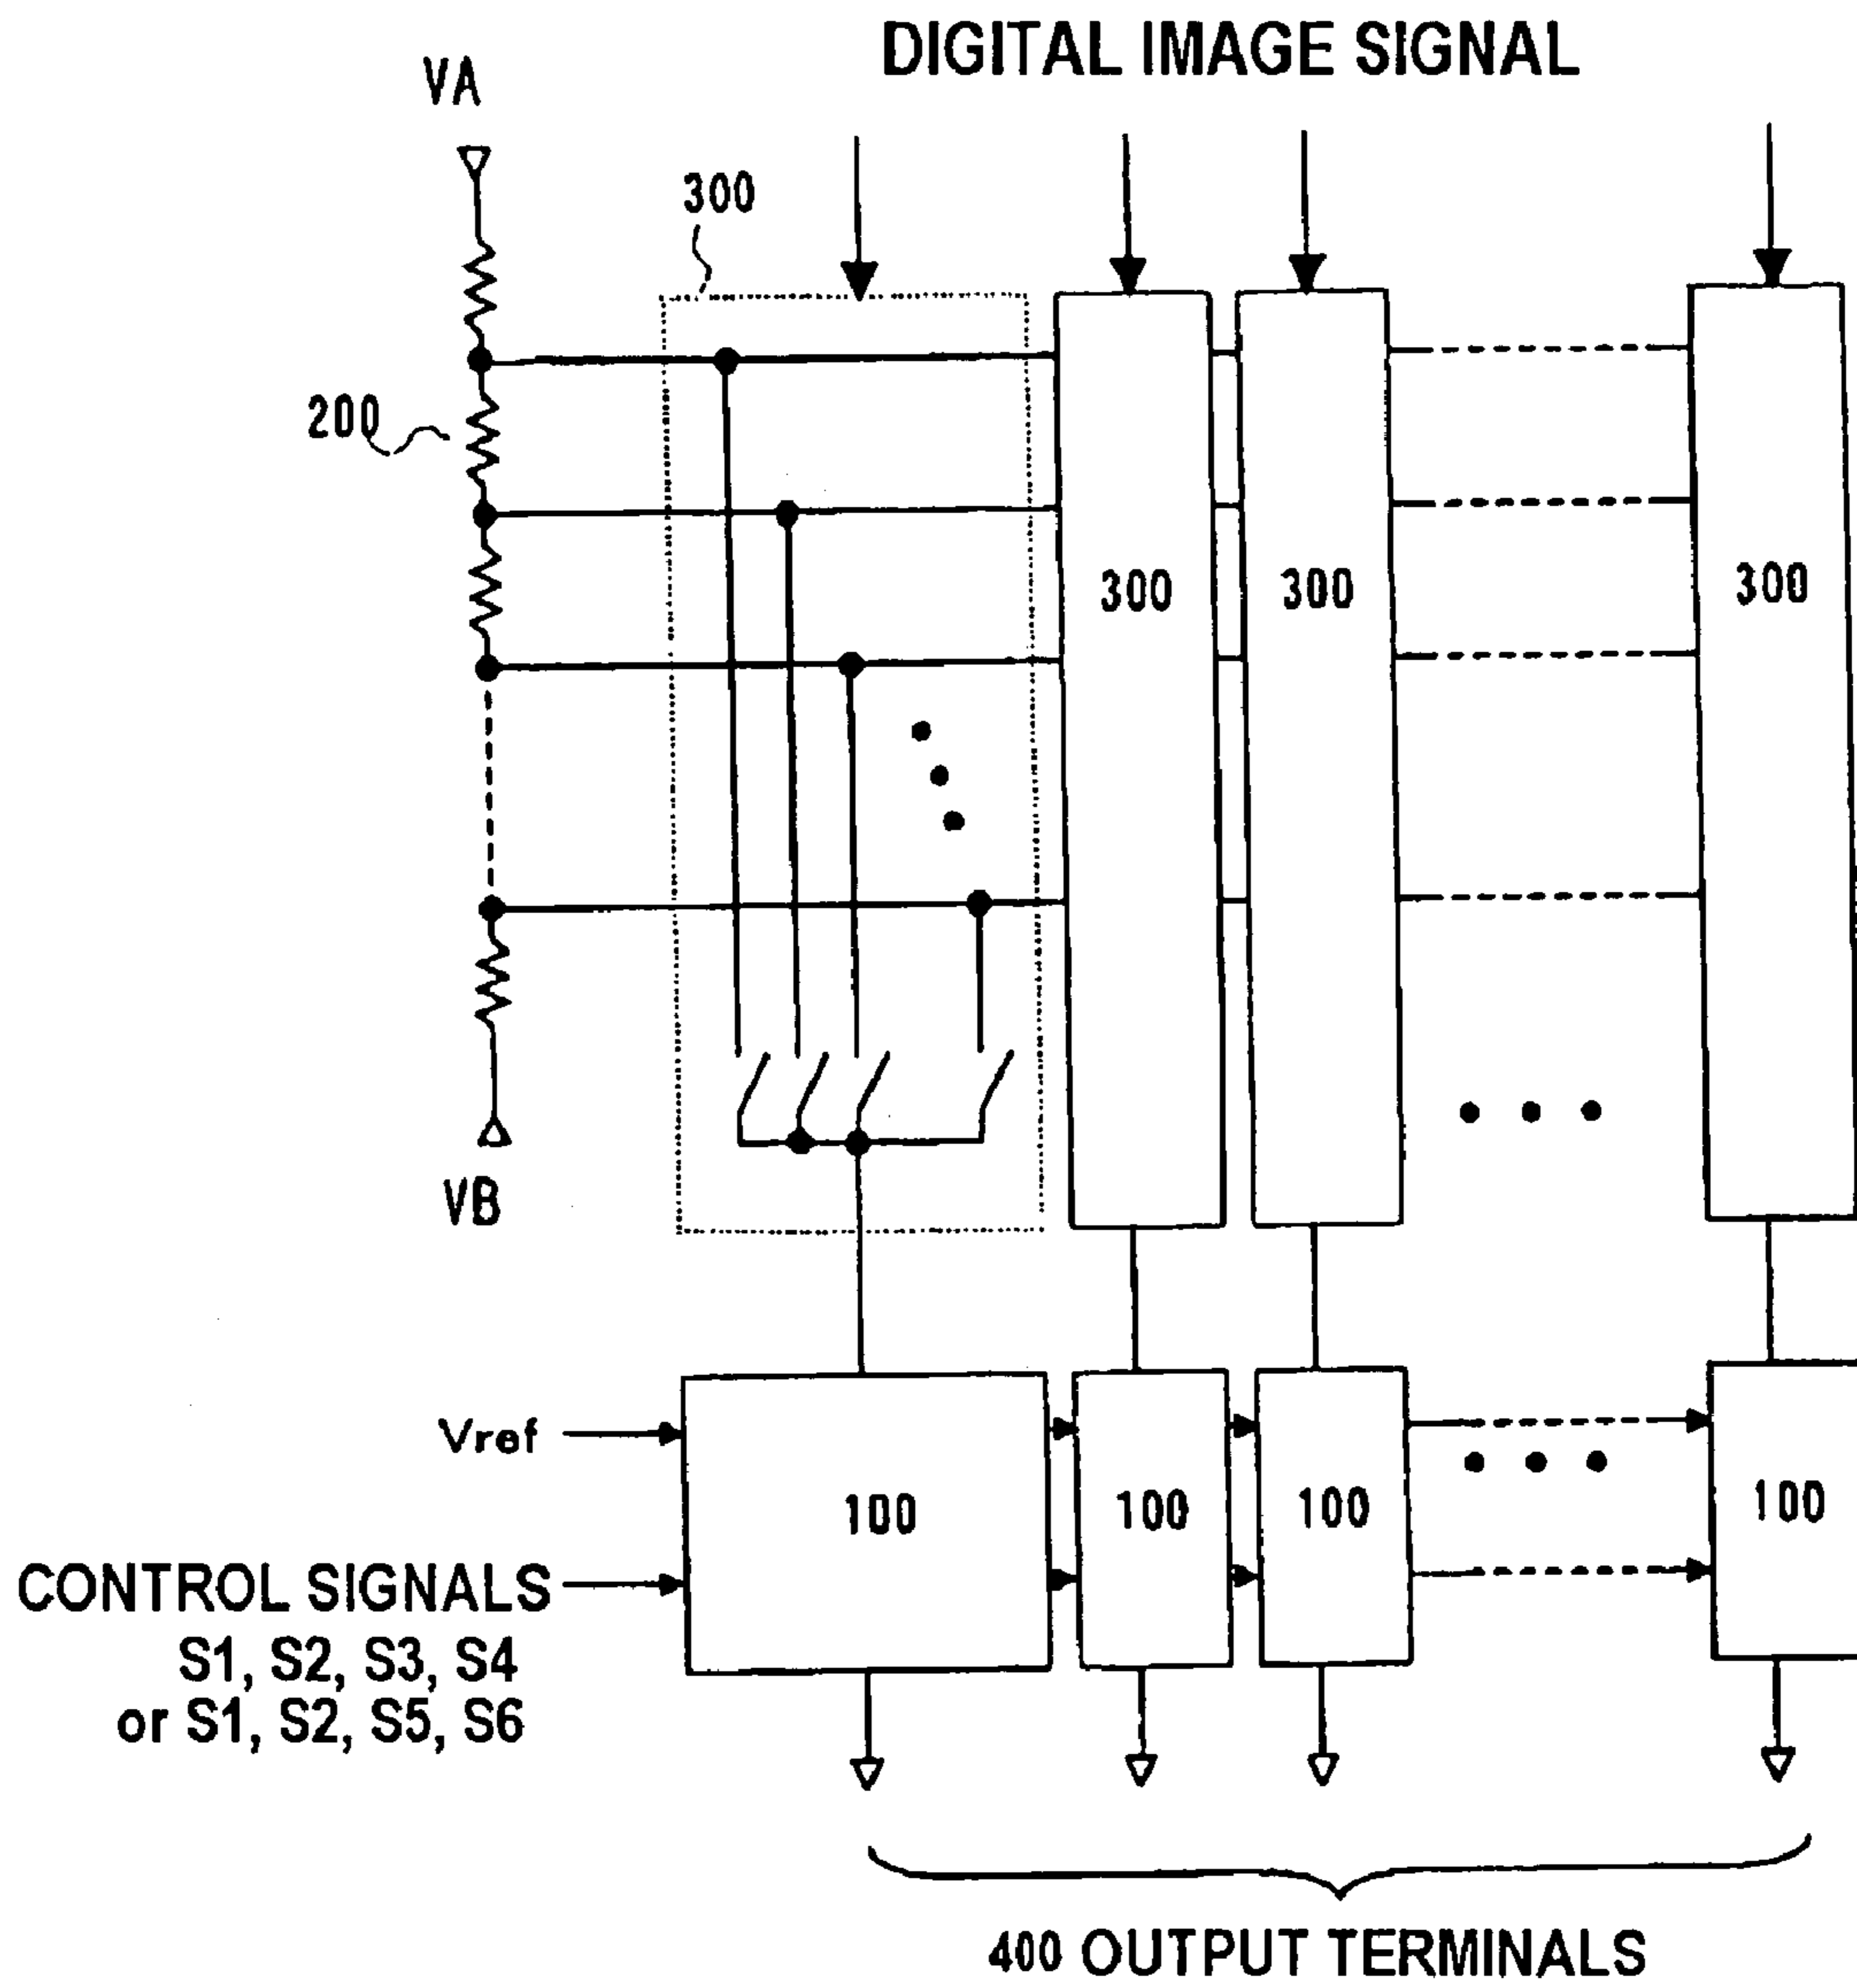 DIGITAL IMAGE SIGNAL
VA
300
200
300
300
300
VB
Vref
100
100
100
100
CONTROL SIGNALS
S1, S2, S3, S4
or S1, S2, S5, S6
400 OUTPUT TERMINALS